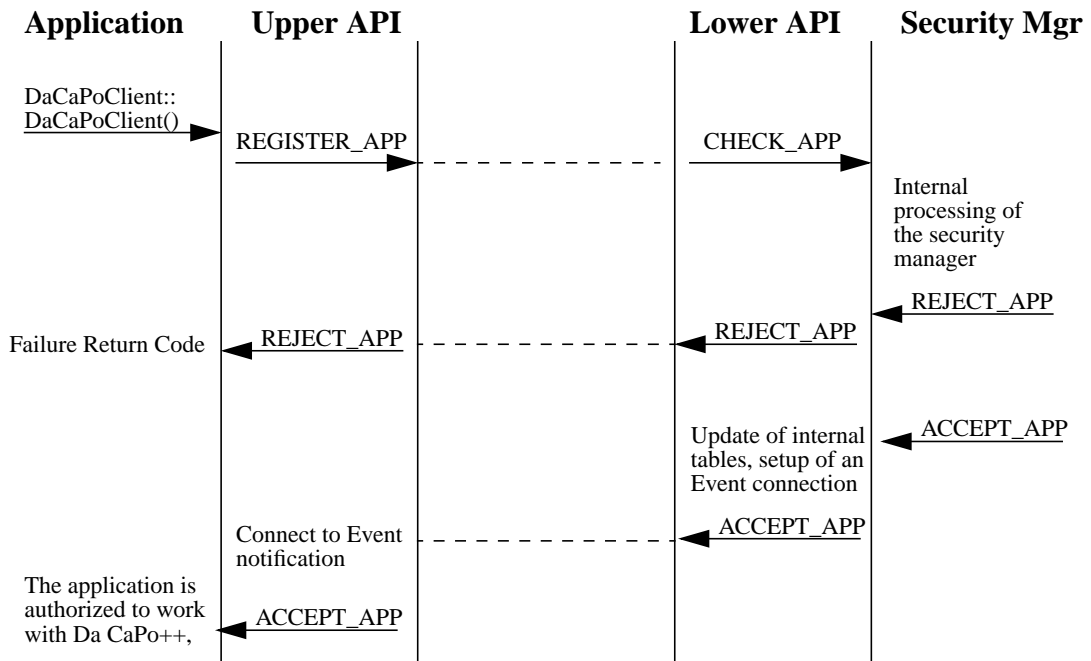 Application
Upper API
Lower API
Security Mgr
DaCaPoClient::
DaCaPoClient()
REGISTER_APP
CHECK_APP
Internal
processing of
the security
manager
REJECT_APP
REJECT_APP
REJECT_APP
Failure Return Code
ACCEPT_APP
Update of internal
tables, setup of an
Event connection
ACCEPT_APP
Connect to Event
notification
The application is
authorized to work
with Da CaPo++,
ACCEPT_APP